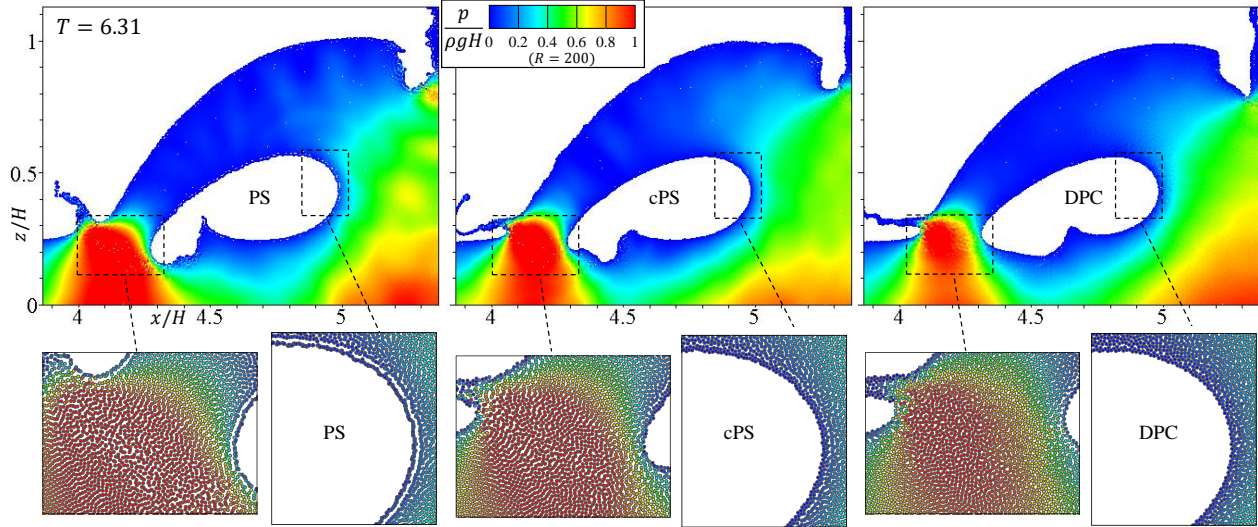 T = 6.31
p
ρgH
0 0.2 0.4 0.6 0.8 1
(R = 200)
1
0.5
0
z/H
PS
cPS
DPC
4 4.5 5
x/H
4 4.5 5
4 4.5 5
PS
cPS
DPC